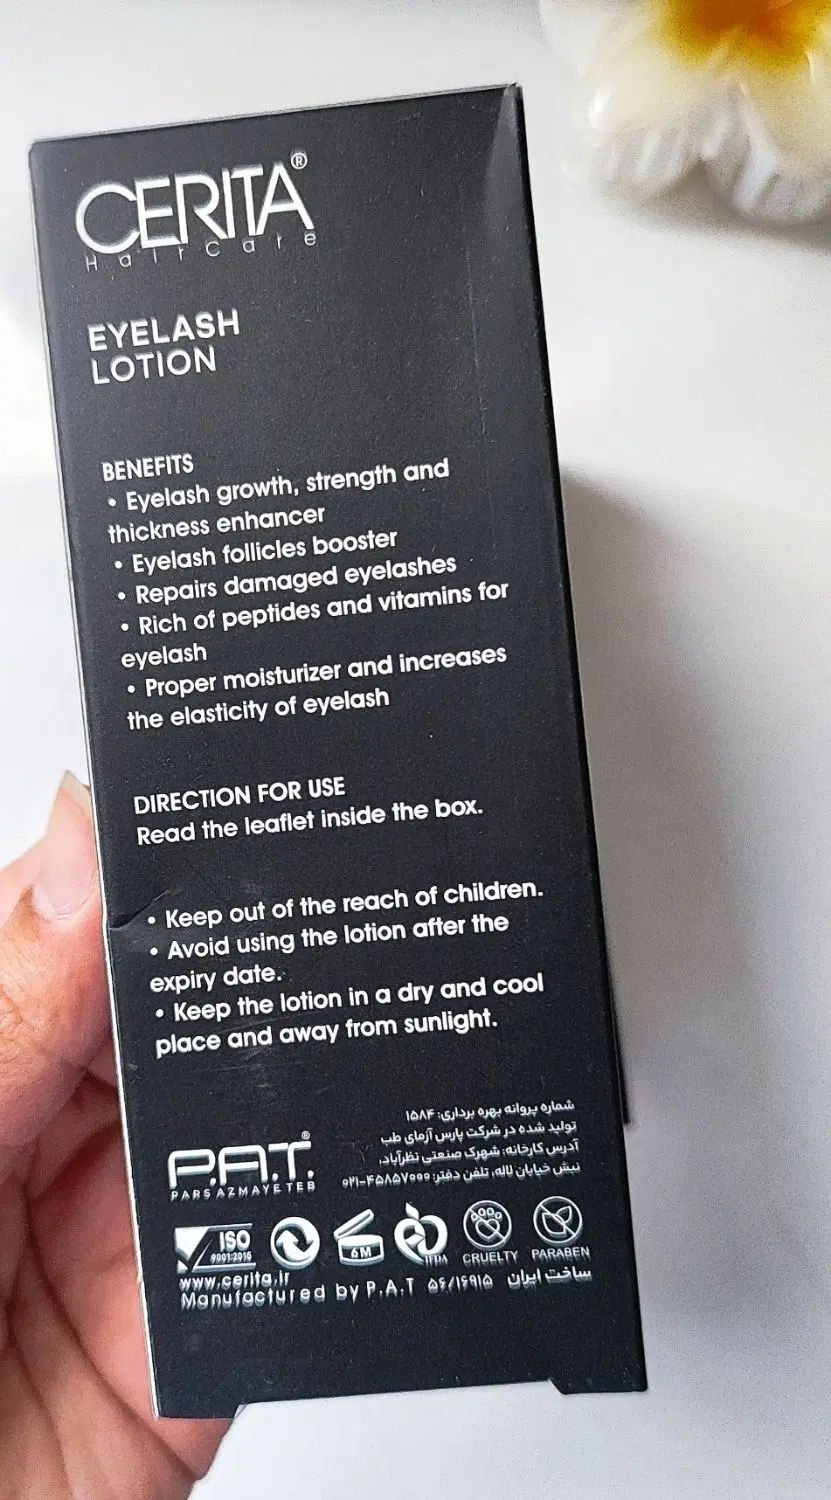 CERITA®
Haircare
EYELASH
LOTION
BENEFITS
• Eyelash growth, strength and
thickness enhancer
• Eyelash follicles booster
• Repairs damaged eyelashes
• Rich of peptides and vitamins for
eyelash
• Proper moisturizer and increases
the elasticity of eyelash
DIRECTION FOR USE
Read the leaflet inside the box.
• Keep out of the reach of children.
• Avoid using the lotion after the
expiry date.
• Keep the lotion in a dry and cool
place and away from sunlight.
شماره پروانه بهره برداری: ۱۵۸۴
تولید شده در شرکت پارس آزمای طب
آدرس کارخانه: شهرک صنعتی نظرآباد،
نبش خیابان لاله، تلفن دفتر: ۰۲۱-۴۵۸۵۷۰۰۰
P.A.T.®
PARS AZMAY E TEB
ISO
9001:2015
6M
IFDA
CRUELTY
PARABEN
www.cerita.ir
Manufactured by P.A.T ۵۶/۱۶۹۱۵ ساخت ایران